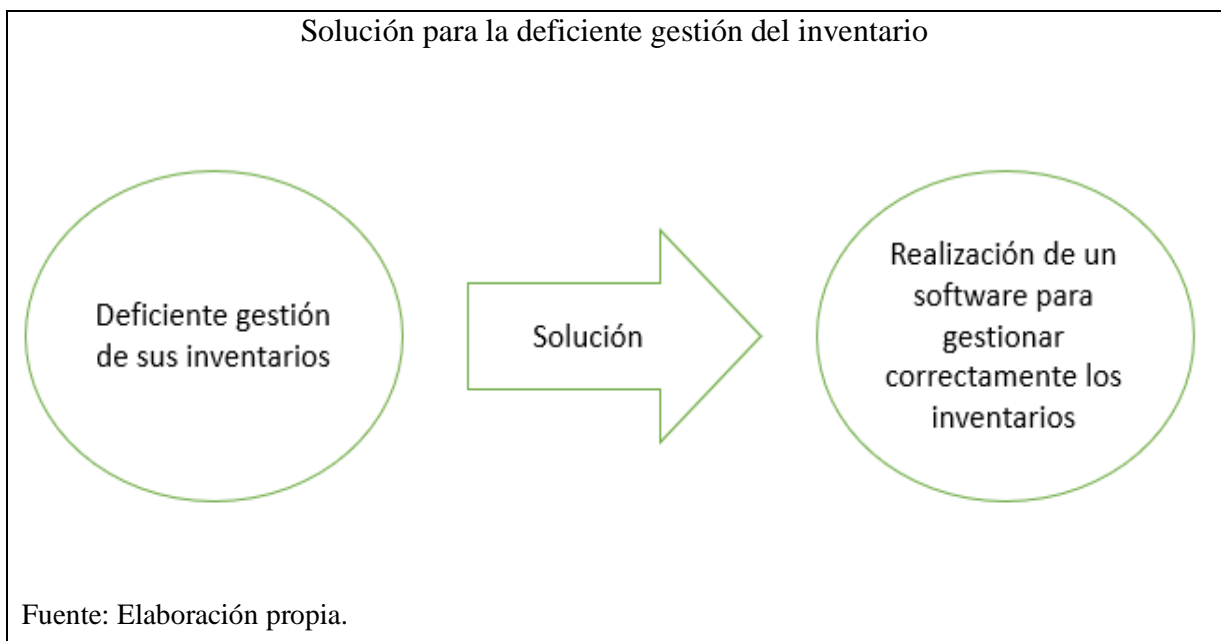 Solución para la deficiente gestión del inventario
Deficiente gestión
de sus inventarios
Solución
Realización de un
software para
gestionar
correctamente los
inventarios
Fuente: Elaboración propia.